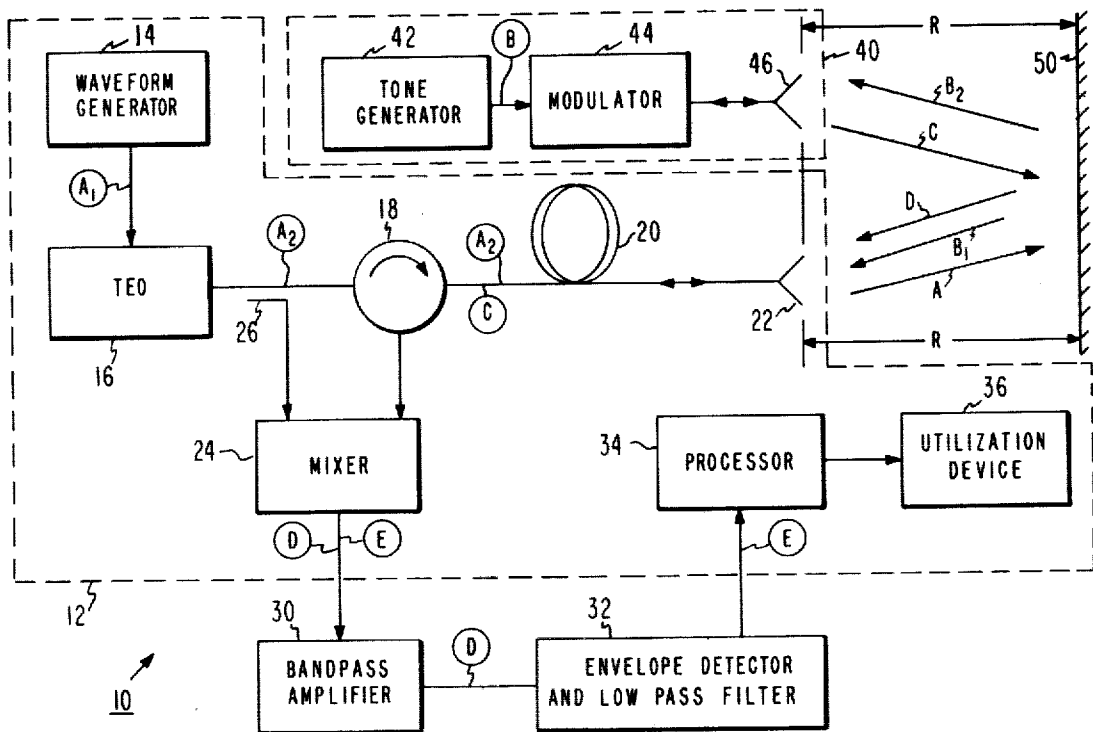 14
WAVEFORM
GENERATOR
A1
TEO
16
A2
26
18
A2
C
20
22
42
TONE
GENERATOR
B
44
MODULATOR
46
40
R
50
B2
C
D
B1
A
R
24
MIXER
D
E
34
PROCESSOR
36
UTILIZATION
DEVICE
E
12
10
30
BANDPASS
AMPLIFIER
D
32
ENVELOPE DETECTOR
AND LOW PASS FILTER